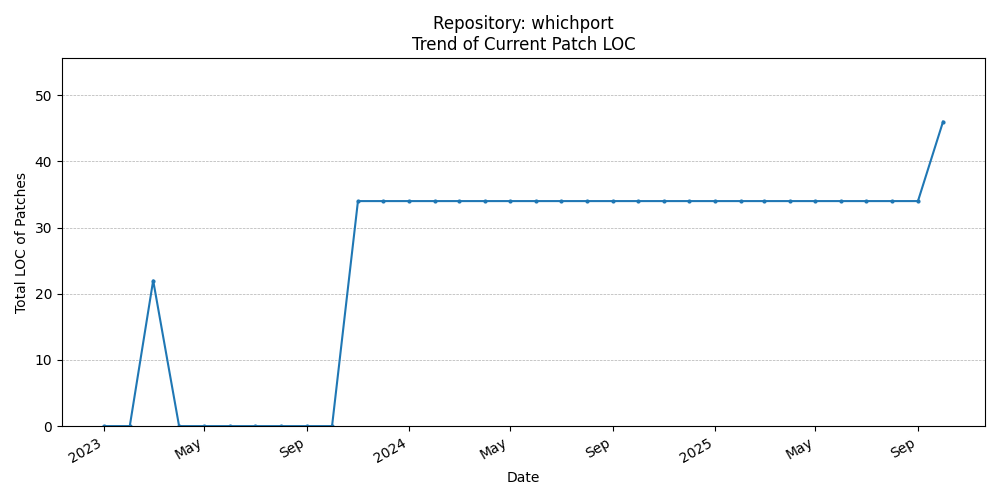 Repository: whichport
Trend of Current Patch LOC
Total LOC of Patches
50
40
30
20
10
0
2023
May
Sep
2024
May
Sep
2025
May
Sep
Date